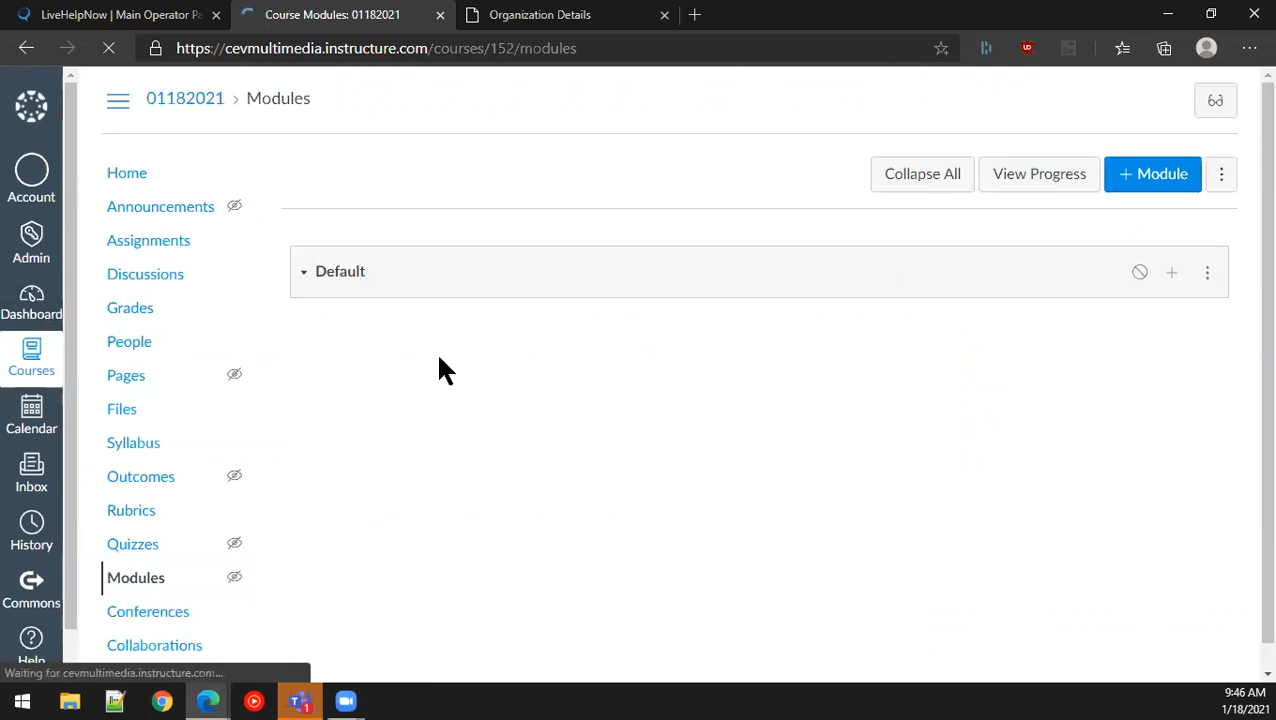 LiveHelpNow | Main Operator Pa
Course Modules: 01182021
Organization Details
https://cevmultimedia.instructure.com/courses/152/modules
01182021 > Modules
Account
Admin
Dashboard
Courses
Calendar
Inbox
History
Commons
Help
Home
Announcements
Assignments
Discussions
Grades
People
Pages
Files
Syllabus
Outcomes
Rubrics
Quizzes
Modules
Conferences
Collaborations
Collapse All
View Progress
+ Module
Default
Waiting for cevmultimedia.instructure.com...
9:46 AM
1/18/2021